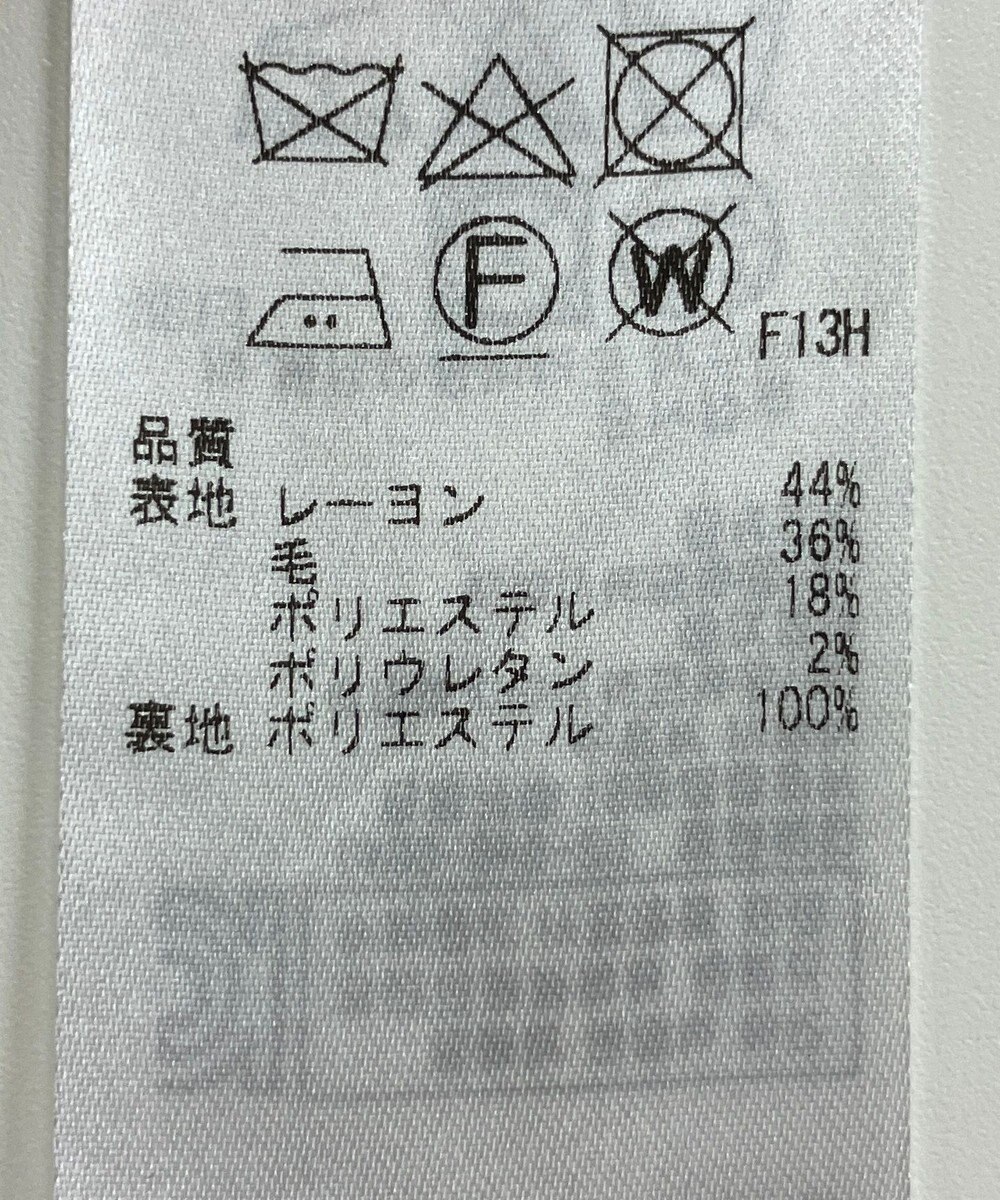 F W
F13H
品質
表地 レーヨン 44%
毛 36%
ポリエステル 18%
ポリウレタン 2%
裏地 ポリエステル 100%